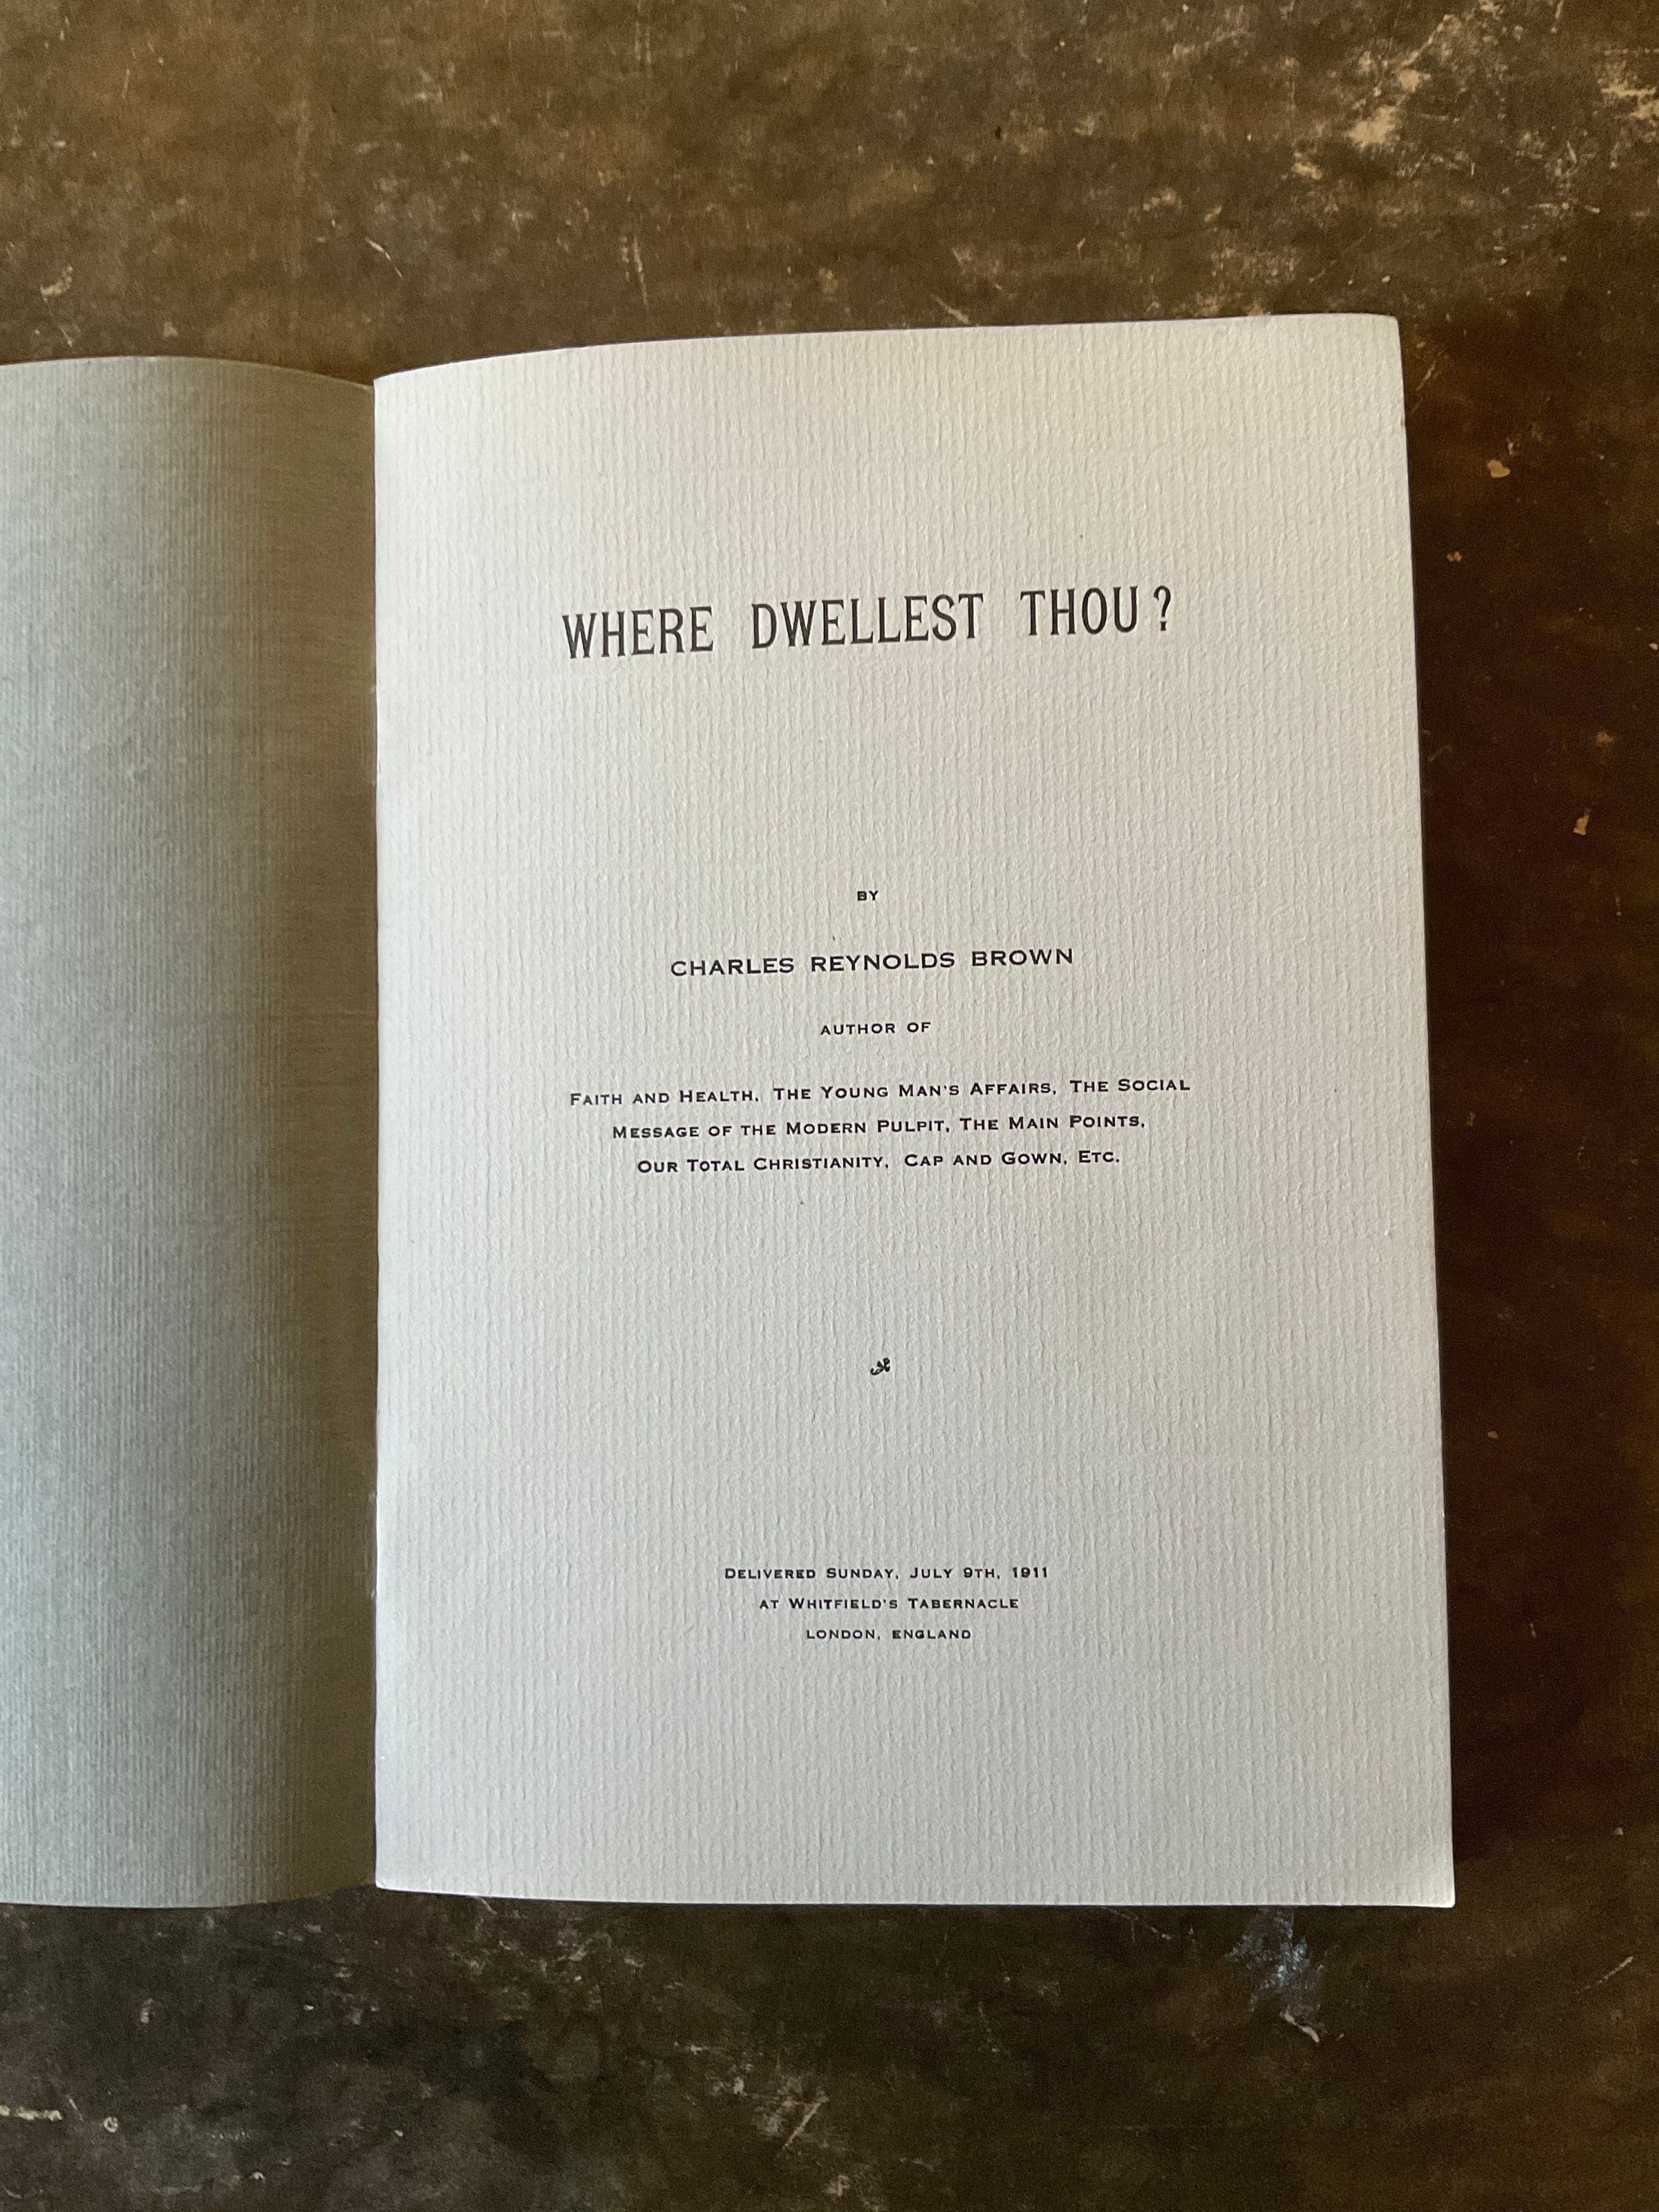 WHERE DWELLEST THOU?
BY
CHARLES REYNOLDS BROWN
AUTHOR OF
FAITH AND HEALTH, THE YOUNG MAN'S AFFAIRS, THE SOCIAL
MESSAGE OF THE MODERN PULPIT, THE MAIN POINTS,
OUR TOTAL CHRISTIANITY, CAP AND GOWN, ETC.
DELIVERED SUNDAY, JULY 9TH, 1911
AT WHITFIELD'S TABERNACLE
LONDON, ENGLAND